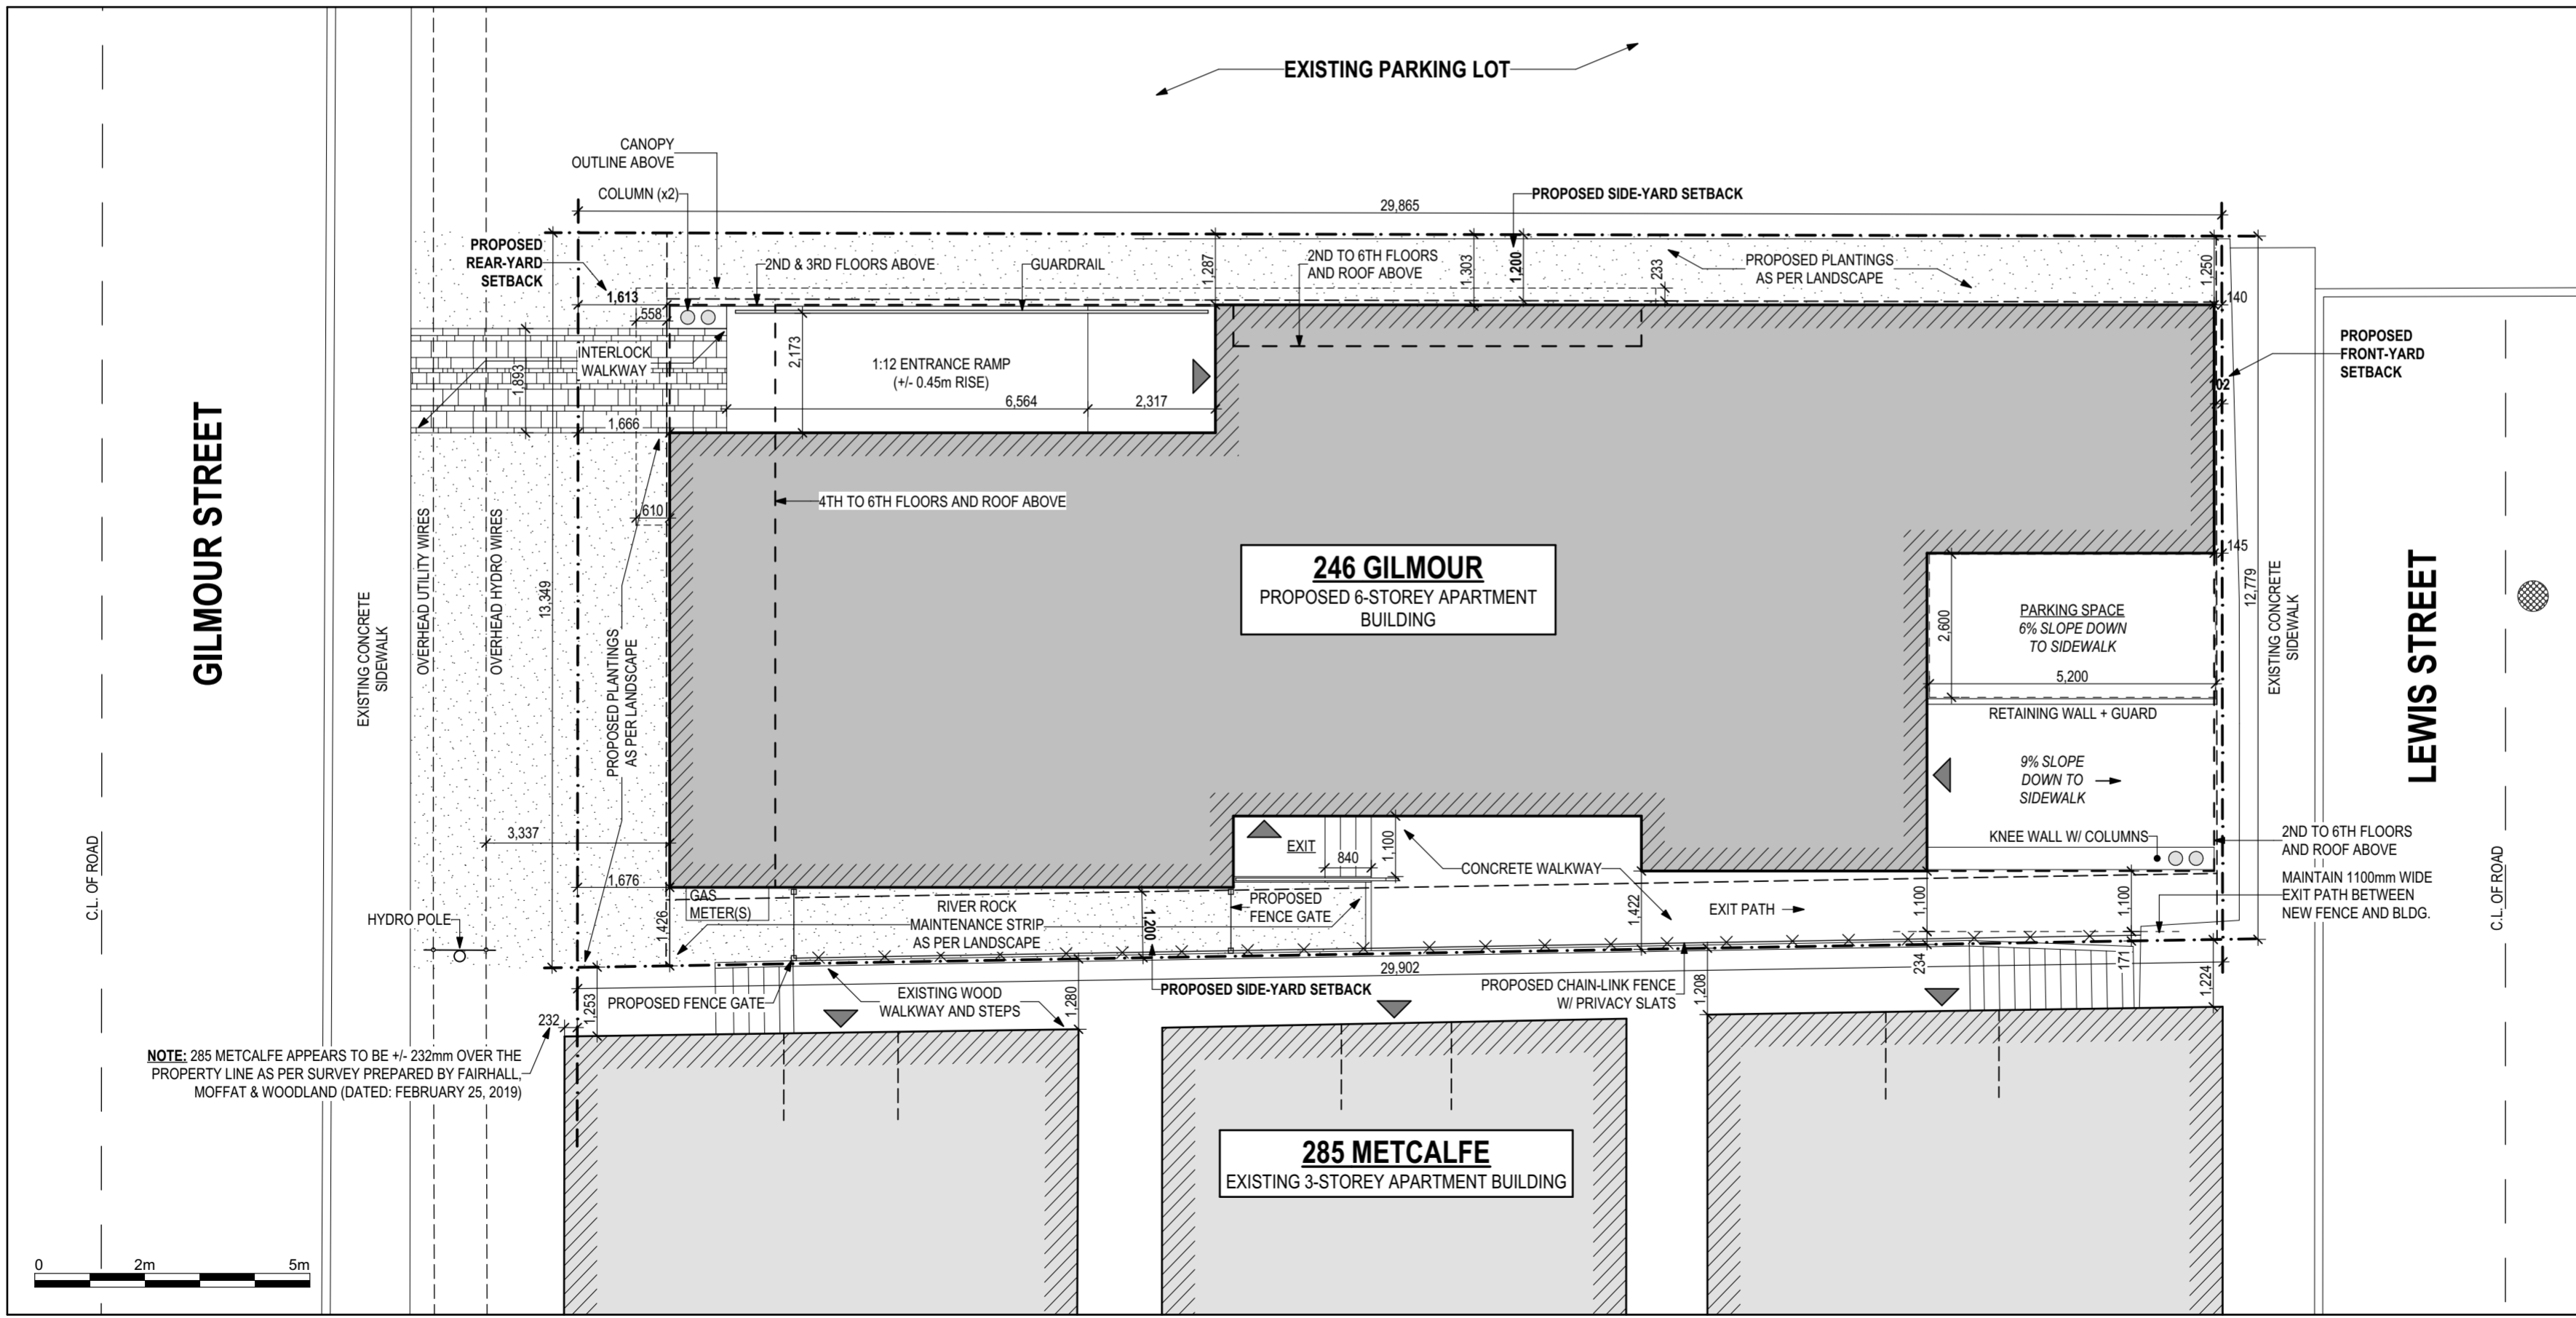 EXISTING PARKING LOT
CANOPY
OUTLINE ABOVE
COLUMN (x2)
PROPOSED SIDE-YARD SETBACK
29,865
PROPOSED
REAR-YARD
SETBACK
2ND & 3RD FLOORS ABOVE
GUARDRAIL
1,287
2ND TO 6TH FLOORS
AND ROOF ABOVE
1,303
1,200
233
PROPOSED PLANTINGS
AS PER LANDSCAPE
1,250
140
1,613
558
PROPOSED
FRONT-YARD
SETBACK
INTERLOCK
WALKWAY
1,893
2,173
1:12 ENTRANCE RAMP
(+/- 0.45m RISE)
6,564
2,317
1,666
GILMOUR STREET
4TH TO 6TH FLOORS AND ROOF ABOVE
610
EXISTING CONCRETE
SIDEWALK
OVERHEAD UTILITY WIRES
OVERHEAD HYDRO WIRES
13,349
PROPOSED PLANTINGS
AS PER LANDSCAPE
246 GILMOUR
PROPOSED 6-STOREY APARTMENT
BUILDING
145
12,779
EXISTING CONCRETE
SIDEWALK
LEWIS STREET
2,600
PARKING SPACE
6% SLOPE DOWN
TO SIDEWALK
5,200
RETAINING WALL + GUARD
9% SLOPE
DOWN TO
SIDEWALK
KNEE WALL W/ COLUMNS
2ND TO 6TH FLOORS
AND ROOF ABOVE
MAINTAIN 1100mm WIDE
EXIT PATH BETWEEN
NEW FENCE AND BLDG.
C.L. OF ROAD
C.L. OF ROAD
3,337
1,676
HYDRO POLE
EXIT
840
1,100
CONCRETE WALKWAY
GAS
METER(S)
1,426
RIVER ROCK
MAINTENANCE STRIP
AS PER LANDSCAPE
1,200
PROPOSED
FENCE GATE
1,422
EXIT PATH
1,100
1,100
29,902
234
171
1,224
232
1,253
PROPOSED FENCE GATE
EXISTING WOOD
WALKWAY AND STEPS
1,280
PROPOSED SIDE-YARD SETBACK
PROPOSED CHAIN-LINK FENCE
W/ PRIVACY SLATS
1,208
NOTE: 285 METCALFE APPEARS TO BE +/- 232mm OVER THE
PROPERTY LINE AS PER SURVEY PREPARED BY FAIRHALL,
MOFFAT & WOODLAND (DATED: FEBRUARY 25, 2019)
285 METCALFE
EXISTING 3-STOREY APARTMENT BUILDING
0 2m 5m